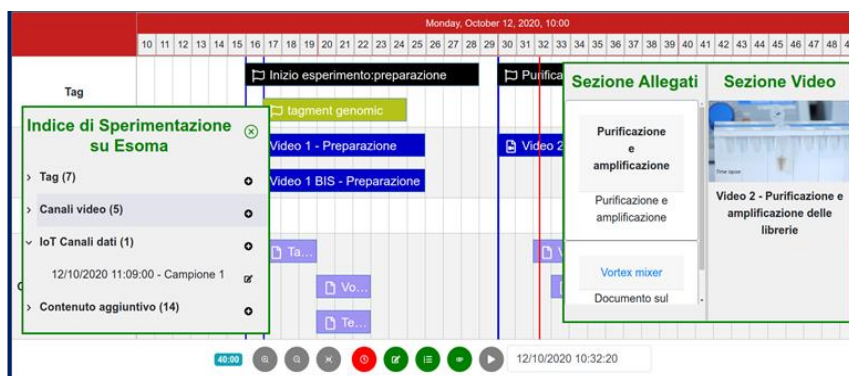 Monday, October 12, 2020, 10:00
10 11 12 13 14 15 16 17 18 19 20 21 22 23 24 25 26 27 28 29 30 31 32 33 34 35 36 37 38 39 40 41 42 43 44 45 46 47 48
Tag
Inizio esperimento:preparazione
Purifica
tagment genomic
Video 1 - Preparazione
Video 2
Video 1 BIS - Preparazione
Ta...
Vo...
Te...
Indice di Sperimentazione
su Esoma
Tag (7)
Canali video (5)
IoT Canali dati (1)
12/10/2020 11:09:00 - Campione 1
Contenuto aggiuntivo (14)
Sezione Allegati
Purificazione
e
amplificazione
Purificazione e
amplificazione
Vortex mixer
Documento sul
Sezione Video
Time lapse
Video 2 - Purificazione e
amplificazione delle
librerie
40:00
12/10/2020 10:32:20